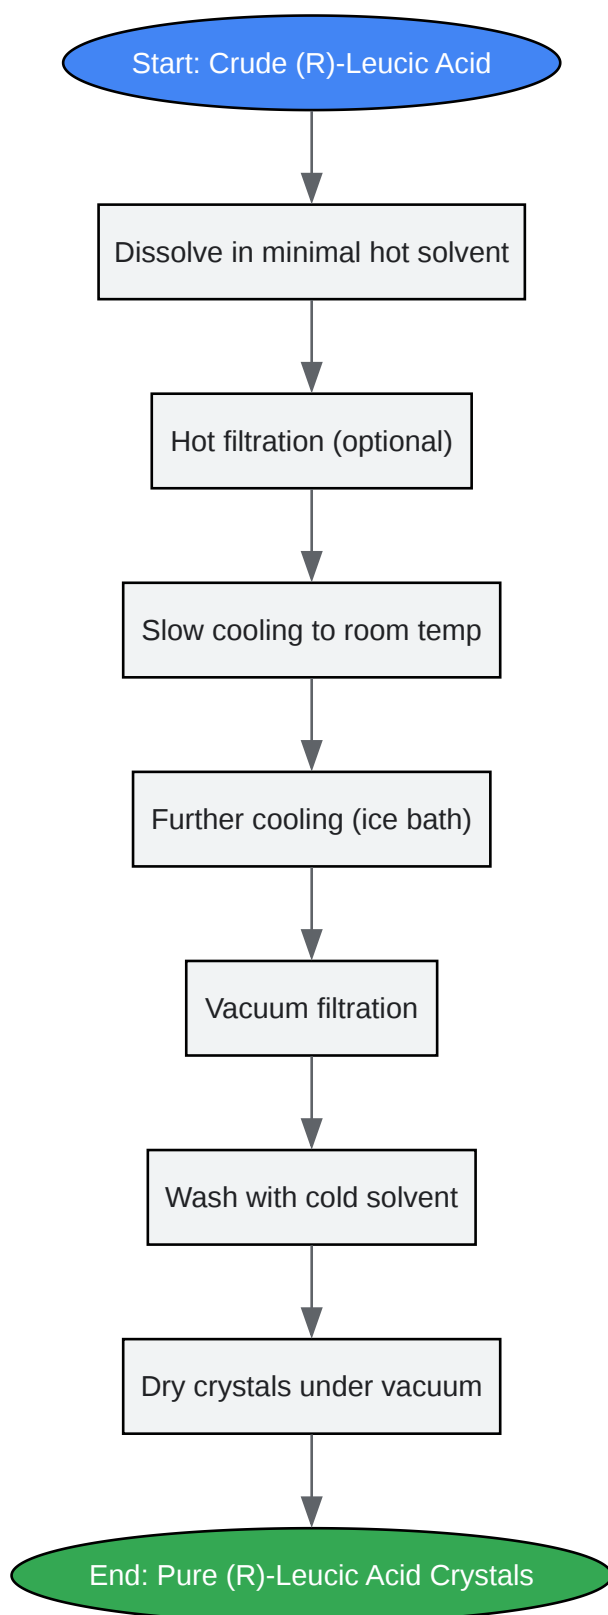 Start: Crude (R)-Leucic Acid
Dissolve in minimal hot solvent
Hot filtration (optional)
Slow cooling to room temp
Further cooling (ice bath)
Vacuum filtration
Wash with cold solvent
Dry crystals under vacuum
End: Pure (R)-Leucic Acid Crystals